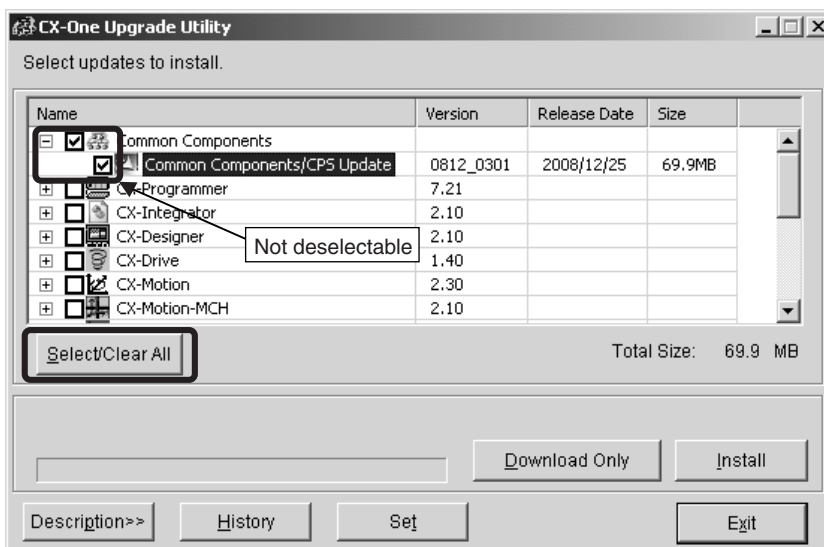 CX-One Upgrade Utility
Select updates to install.
Name Version Release Date Size
Common Components
Common Components/CPS Update 0812_0301 2008/12/25 69.9MB
CX-Programmer 7.21
CX-Integrator 2.10
CX-Designer 2.10
CX-Drive 1.40
CX-Motion 2.30
CX-Motion-MCH 2.10
Not deselectable
Select/Clear All Total Size: 69.9 MB
Download Only Install
Description>> History Set Exit